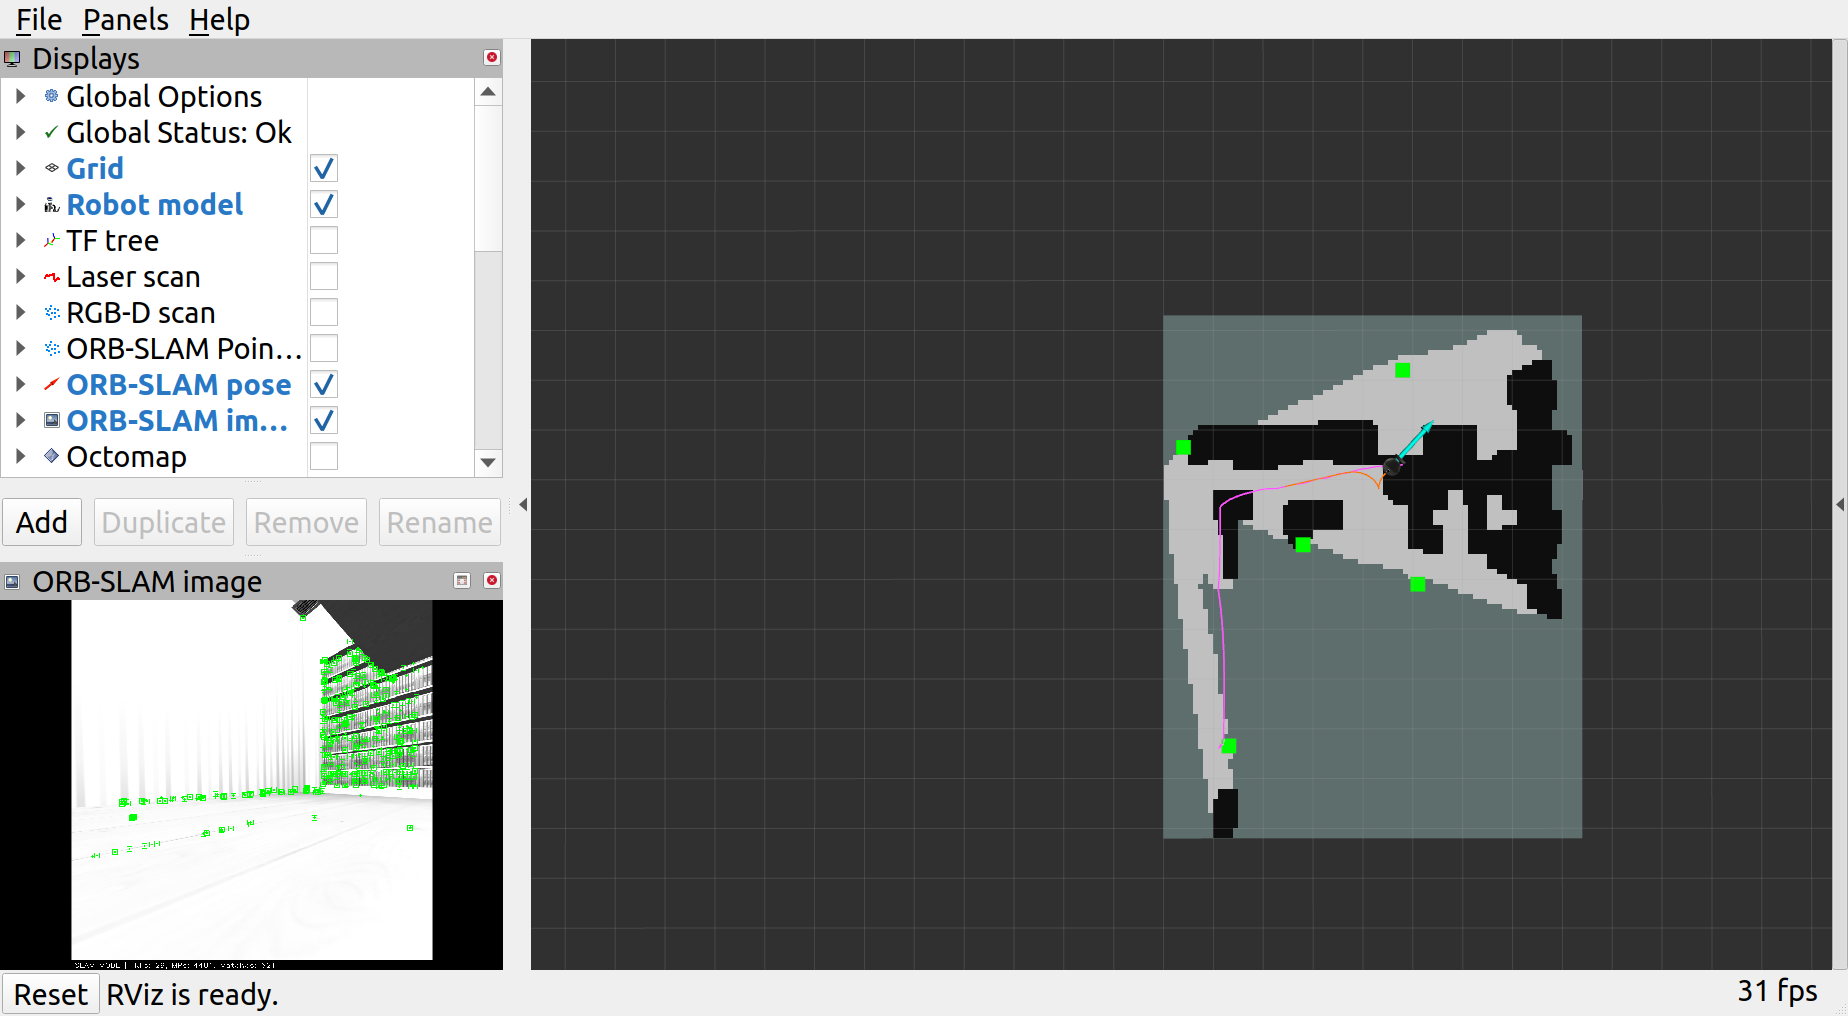 File Panels Help
Displays
Global Options
Global Status: Ok
Grid
Robot model
TF tree
Laser scan
RGB-D scan
ORB-SLAM Poin...
ORB-SLAM pose
ORB-SLAM im...
Octomap
Add Duplicate Remove Rename
ORB-SLAM image
SLAM MODE |
Reset RViz is ready.
31 fps